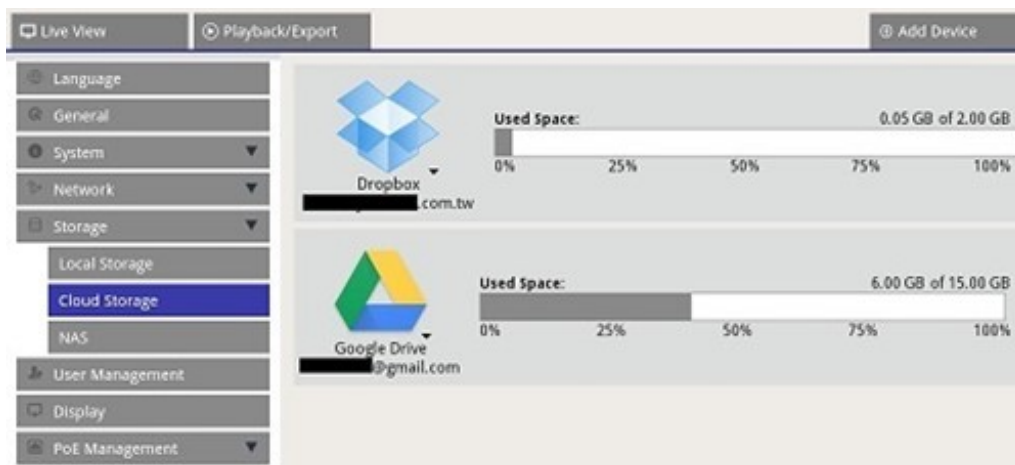 Live View
Playback/Export
Add Device
Language
General
System
Network
Storage
Local Storage
Cloud Storage
NAS
User Management
Display
PoE Management
Used Space:
0.05 GB of 2.00 GB
0% 25% 50% 75% 100%
Dropbox
.com.tw
Used Space:
6.00 GB of 15.00 GB
0% 25% 50% 75% 100%
Google Drive
@gmail.com